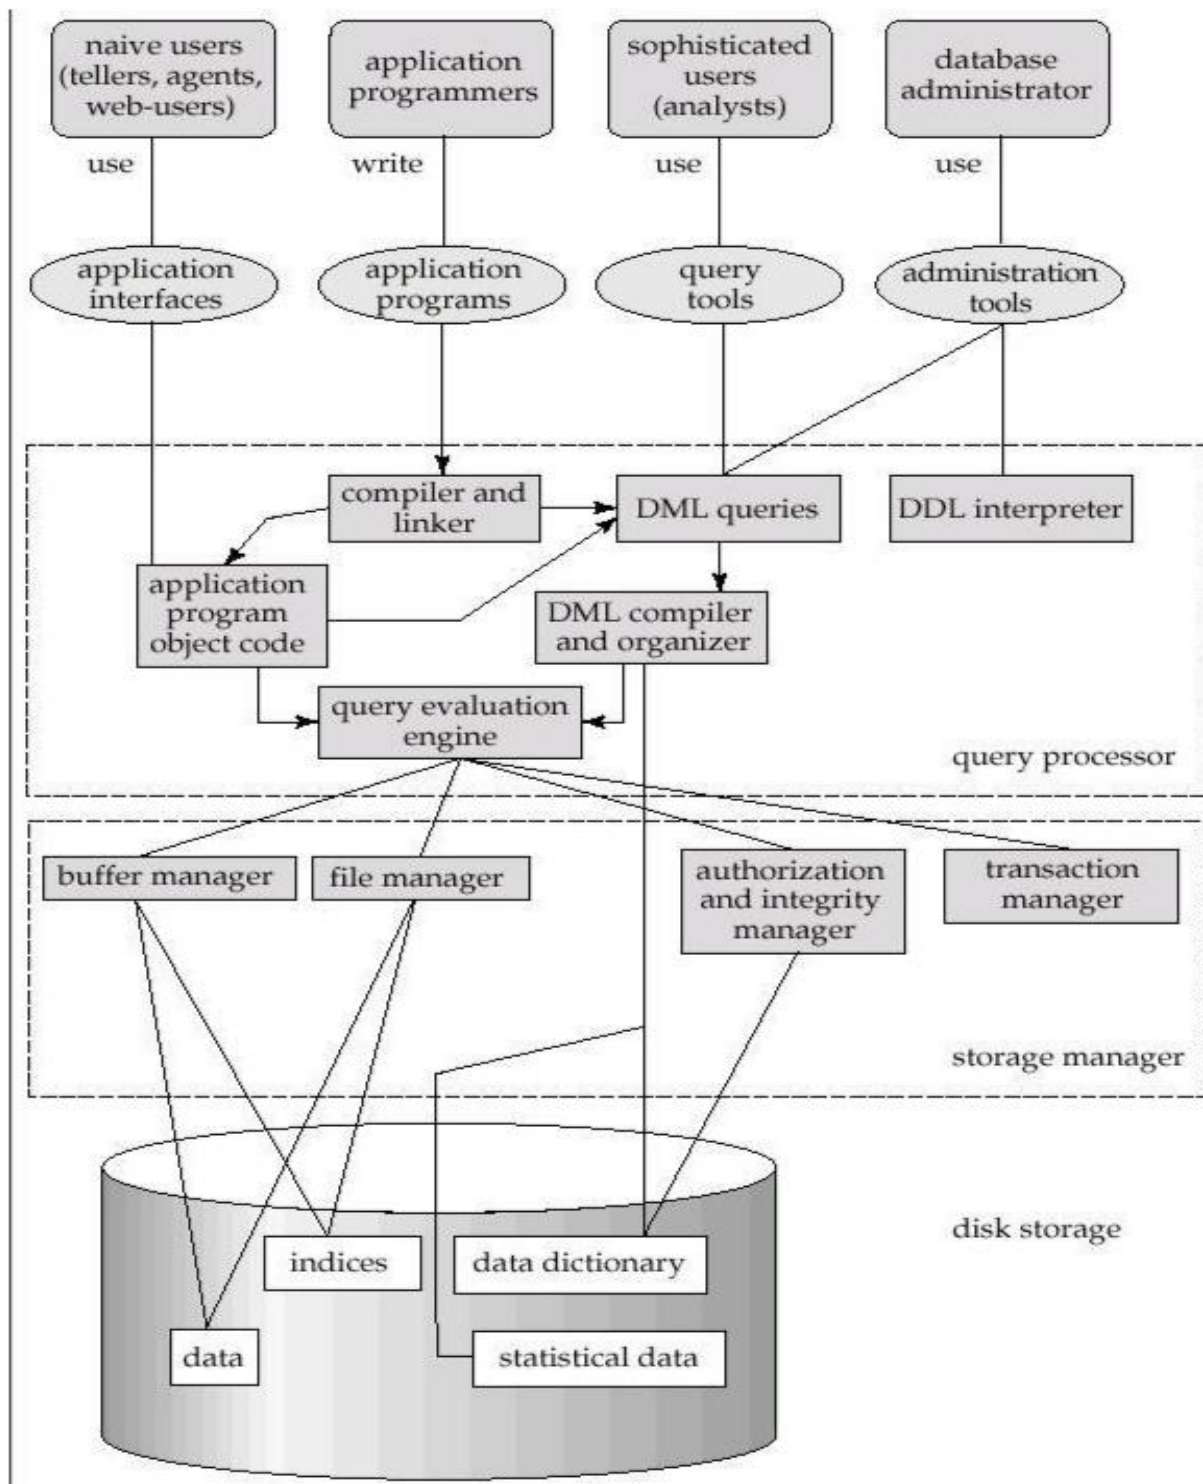 naive users
(tellers, agents,
web-users)
application
programmers
sophisticated
users
(analysts)
database
administrator
use
write
use
use
application
interfaces
application
programs
query
tools
administration
tools
compiler and
linker
DML queries
DDL interpreter
application
program
object code
DML compiler
and organizer
query evaluation
engine
query processor
buffer manager
file manager
authorization
and integrity
manager
transaction
manager
storage manager
disk storage
indices
data dictionary
data
statistical data